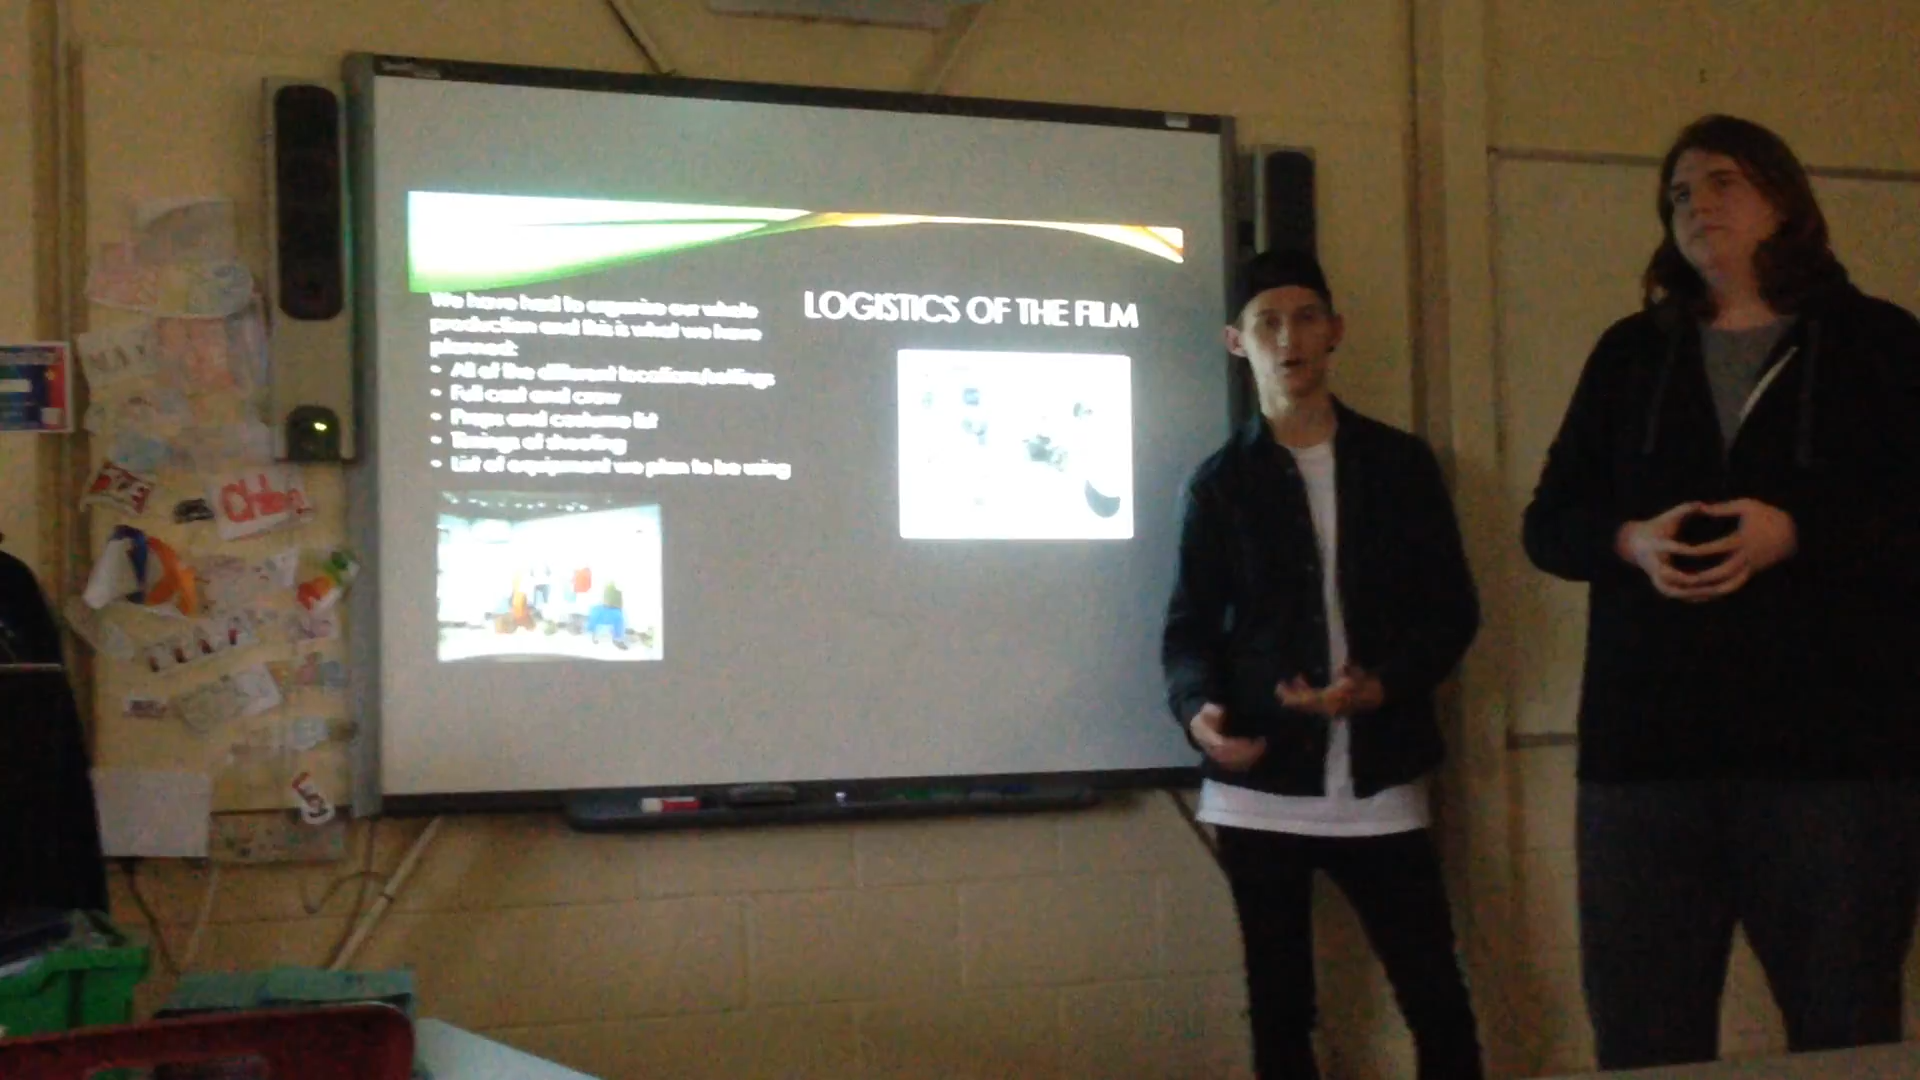 We have had to organise our whole
production and this is what we have
planned:
- All of the different locations/settings
- Full cast and crew
- Props and costume list
- Timings of shooting
- List of equipment we plan to be using
LOGISTICS OF THE FILM
Chloe